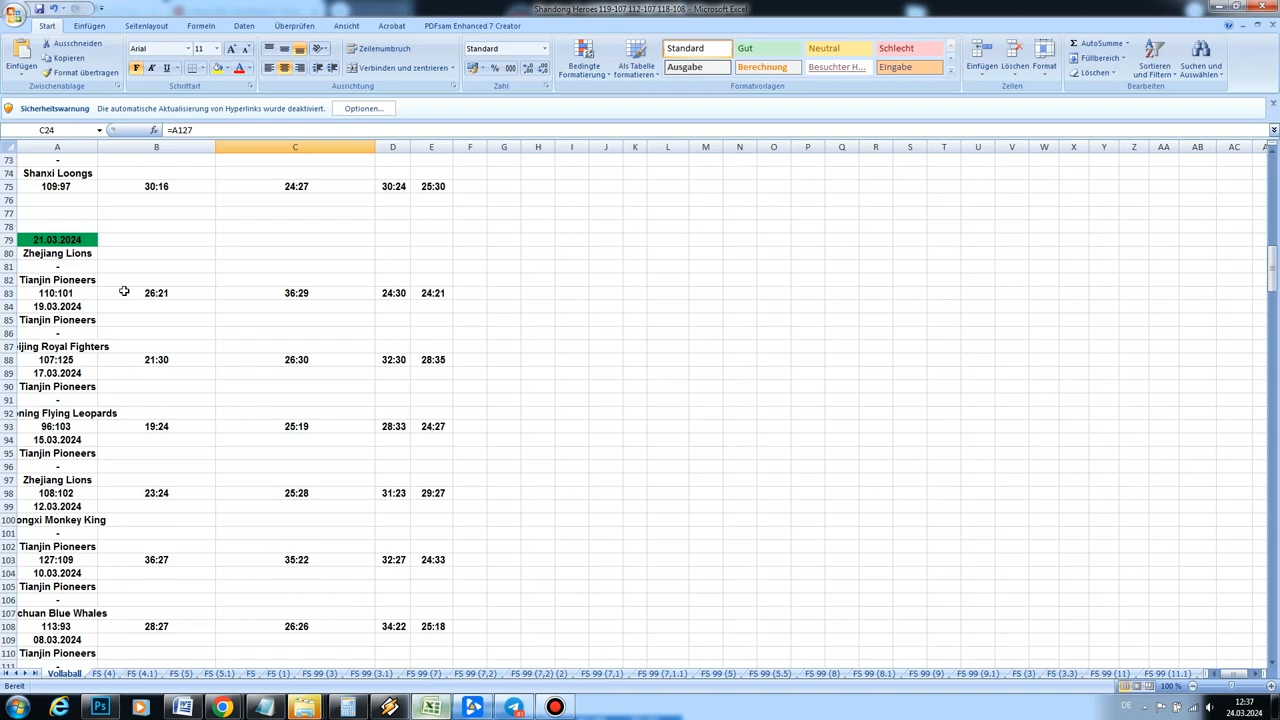 Shandong Heroes 119-107 112-107 118-108 - Microsoft Excel
Start Einfügen Seitenlayout Formeln Daten Überprüfen Ansicht Acrobat PDFsam Enhanced 7 Creator
Einfügen
Ausschneiden
Kopieren
Format übertragen
Zwischenablage
Arial 11
F K U
Schriftart
Zeilenumbruch
Verbinden und zentrieren
Ausrichtung
Standard
% 000
Zahl
Bedingte Formatierung
Als Tabelle formatieren
Standard Gut Neutral Schlecht
Ausgabe Berechnung Besuchter H... Eingabe
Formatvorlagen
Einfügen Löschen Format
Zellen
AutoSumme
Füllbereich
Löschen
Sortieren und Filtern
Suchen und Auswählen
Bearbeiten
Sicherheitswarnung Die automatische Aktualisierung von Hyperlinks wurde deaktiviert. Optionen...
C24 fx =A127
A B C D E F G H I J K L M N O P Q R S T U V W X Y Z AA AB AC
73 -
74 Shanxi Loongs
75 109:97 30:16 24:27 30:24 25:30
76
77
78
79 21.03.2024
80 Zhejiang Lions
81 -
82 Tianjin Pioneers
83 110:101 26:21 36:29 24:30 24:21
84 19.03.2024
85 Tianjin Pioneers
86 -
87 ijing Royal Fighters
88 107:125 21:30 26:30 32:30 28:35
89 17.03.2024
90 Tianjin Pioneers
91 -
92 oning Flying Leopards
93 96:103 19:24 25:19 28:33 24:27
94 15.03.2024
95 Tianjin Pioneers
96 -
97 Zhejiang Lions
98 108:102 23:24 25:28 31:23 29:27
99 12.03.2024
100 ongxi Monkey King
101 -
102 Tianjin Pioneers
103 127:109 36:27 35:22 32:27 24:33
104 10.03.2024
105 Tianjin Pioneers
106 -
107 chuan Blue Whales
108 113:93 28:27 26:26 34:22 25:18
109 08.03.2024
110 Tianjin Pioneers
111 -
Vollaball FS (4) FS (4.1) FS (5) FS (5.1) FS FS (1) FS 99 (3) FS 99 (3.1) FS 99 (7) FS 99 (7,2) FS 99 (7,2) (3) FS 99 (7,1.1) FS 99 (5) FS 99 (5.5) FS 99 (8) FS 99 (8.1) FS 99 (9) FS 99 (9.1) FS (3) FS (3.3) FS 99 (11) FS 99 (11.1)
Bereit 100 %
DE 12:37
24.03.2024